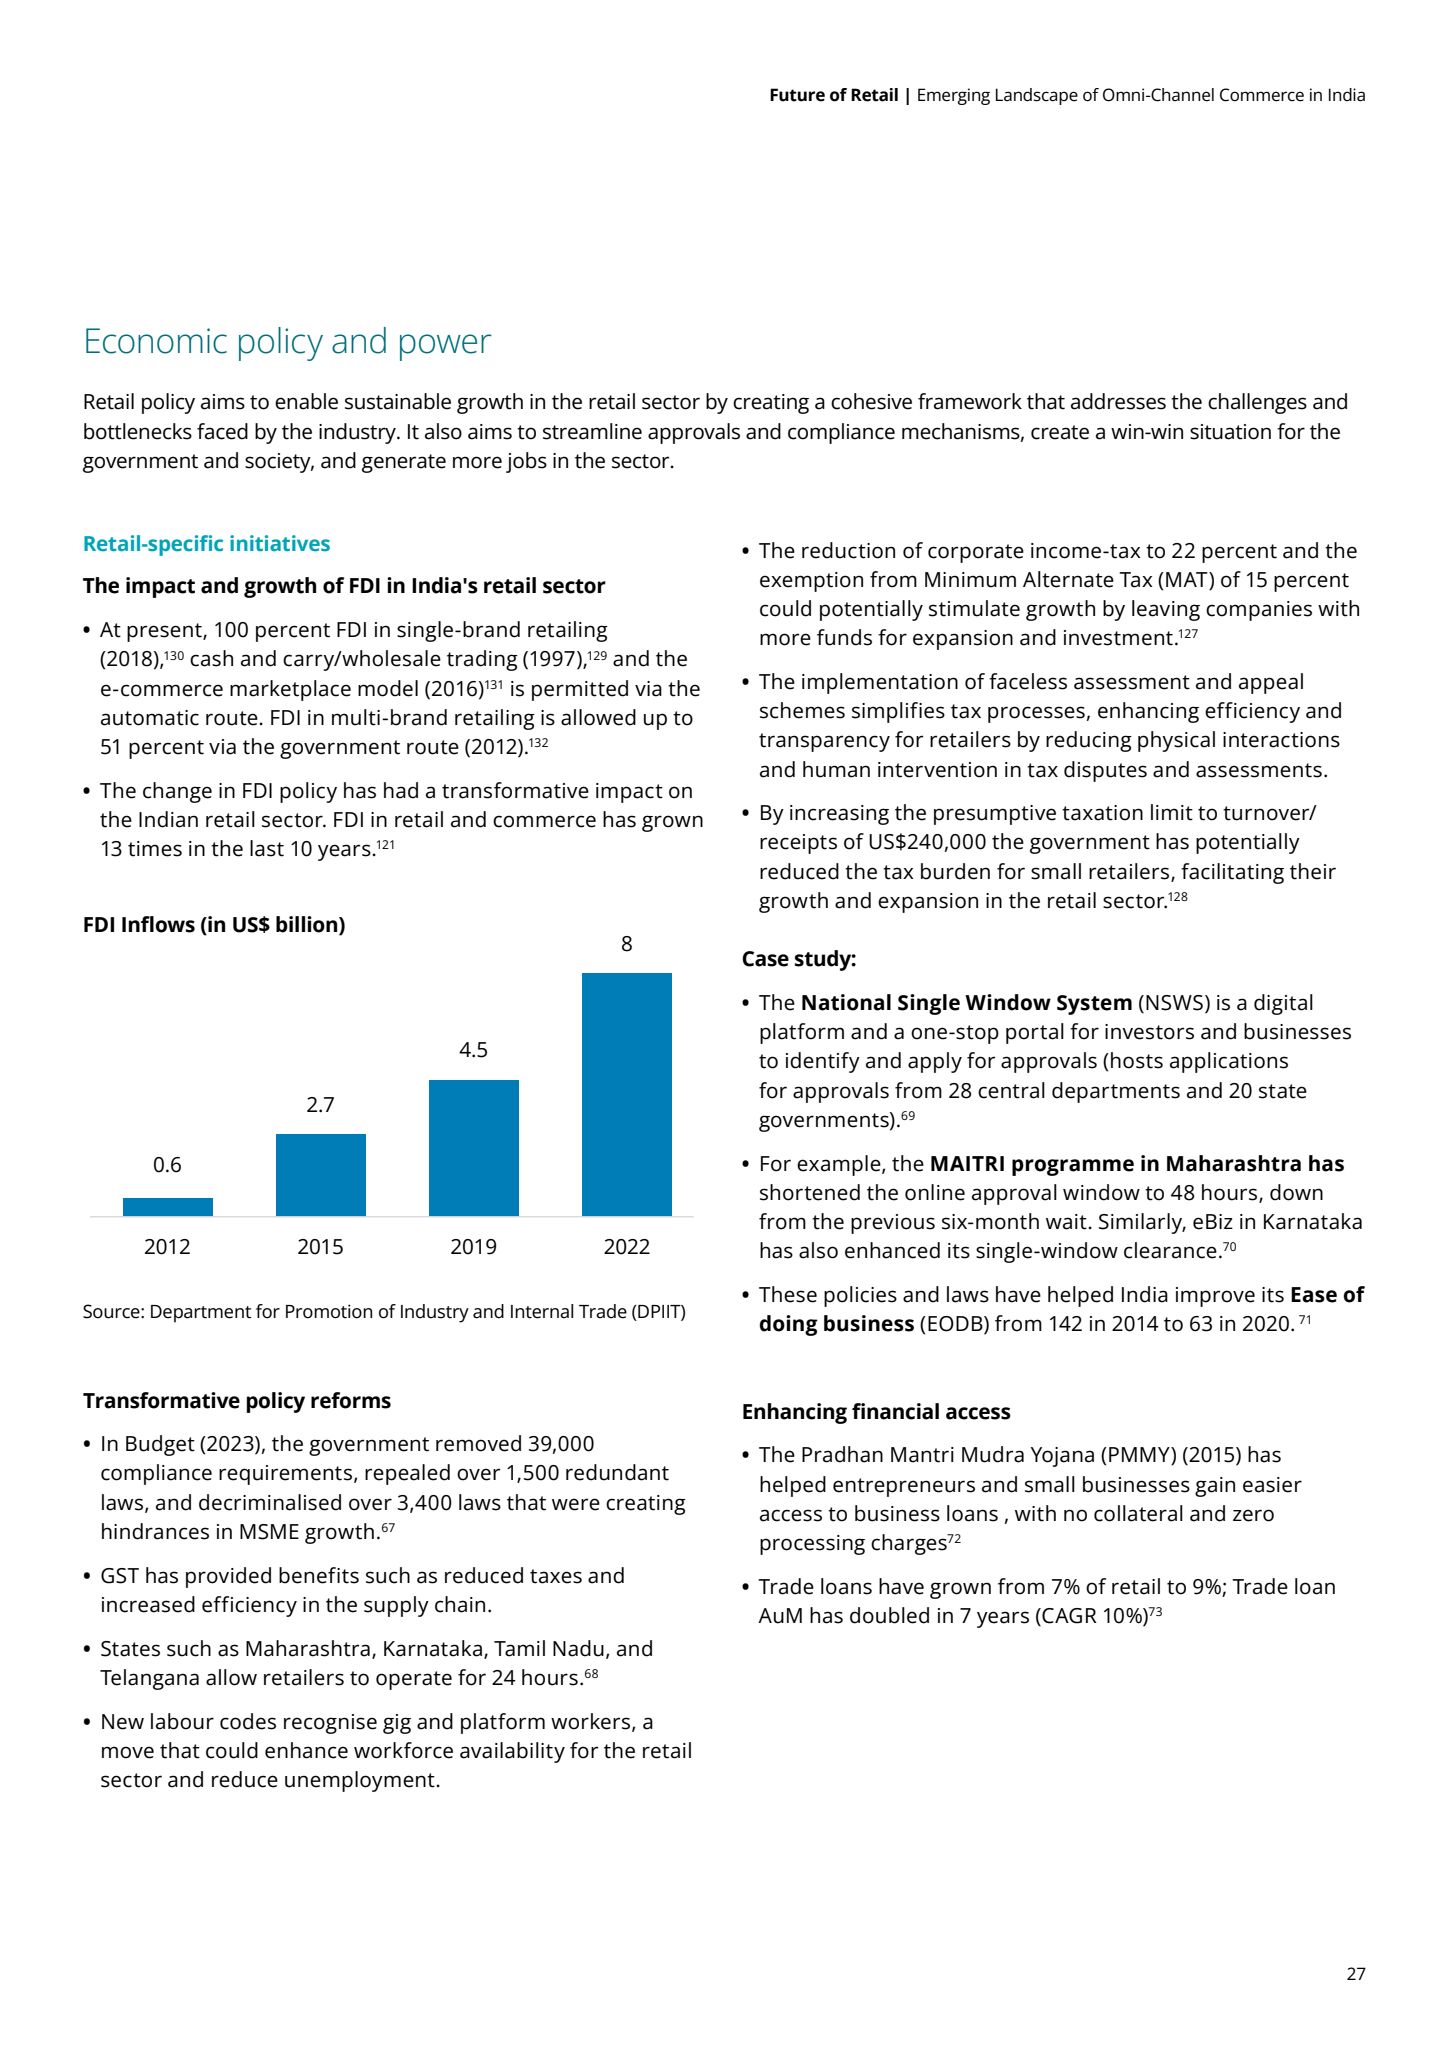 Future of Retail | Emerging Landscape of Omni-Channel Commerce in India
Economic policy and power
Retail policy aims to enable sustainable growth in the retail sector by creating a cohesive framework that addresses the challenges and
bottlenecks faced by the industry. It also aims to streamline approvals and compliance mechanisms, create a win-win situation for the
government and society, and generate more jobs in the sector.
Retail-specific initiatives
The impact and growth of FDI in India's retail sector
• At present, 100 percent FDI in single-brand retailing
(2018),130 cash and carry/wholesale trading (1997),129 and the
e-commerce marketplace model (2016)131 is permitted via the
automatic route. FDI in multi-brand retailing is allowed up to
51 percent via the government route (2012).132
• The change in FDI policy has had a transformative impact on
the Indian retail sector. FDI in retail and commerce has grown
13 times in the last 10 years.121
FDI Inflows (in US$ billion)
8
4.5
2.7
0.6
2012 2015 2019 2022
Source: Department for Promotion of Industry and Internal Trade (DPIIT)
Transformative policy reforms
• In Budget (2023), the government removed 39,000
compliance requirements, repealed over 1,500 redundant
laws, and decriminalised over 3,400 laws that were creating
hindrances in MSME growth.67
• GST has provided benefits such as reduced taxes and
increased efficiency in the supply chain.
• States such as Maharashtra, Karnataka, Tamil Nadu, and
Telangana allow retailers to operate for 24 hours.68
• New labour codes recognise gig and platform workers, a
move that could enhance workforce availability for the retail
sector and reduce unemployment.
• The reduction of corporate income-tax to 22 percent and the
exemption from Minimum Alternate Tax (MAT) of 15 percent
could potentially stimulate growth by leaving companies with
more funds for expansion and investment.127
• The implementation of faceless assessment and appeal
schemes simplifies tax processes, enhancing efficiency and
transparency for retailers by reducing physical interactions
and human intervention in tax disputes and assessments.
• By increasing the presumptive taxation limit to turnover/
receipts of US$240,000 the government has potentially
reduced the tax burden for small retailers, facilitating their
growth and expansion in the retail sector.128
Case study:
• The National Single Window System (NSWS) is a digital
platform and a one-stop portal for investors and businesses
to identify and apply for approvals (hosts applications
for approvals from 28 central departments and 20 state
governments).69
• For example, the MAITRI programme in Maharashtra has
shortened the online approval window to 48 hours, down
from the previous six-month wait. Similarly, eBiz in Karnataka
has also enhanced its single-window clearance.70
• These policies and laws have helped India improve its Ease of
doing business (EODB) from 142 in 2014 to 63 in 2020. 71
Enhancing financial access
• The Pradhan Mantri Mudra Yojana (PMMY) (2015) has
helped entrepreneurs and small businesses gain easier
access to business loans , with no collateral and zero
processing charges72
• Trade loans have grown from 7% of retail to 9%; Trade loan
AuM has doubled in 7 years (CAGR 10%)73
27